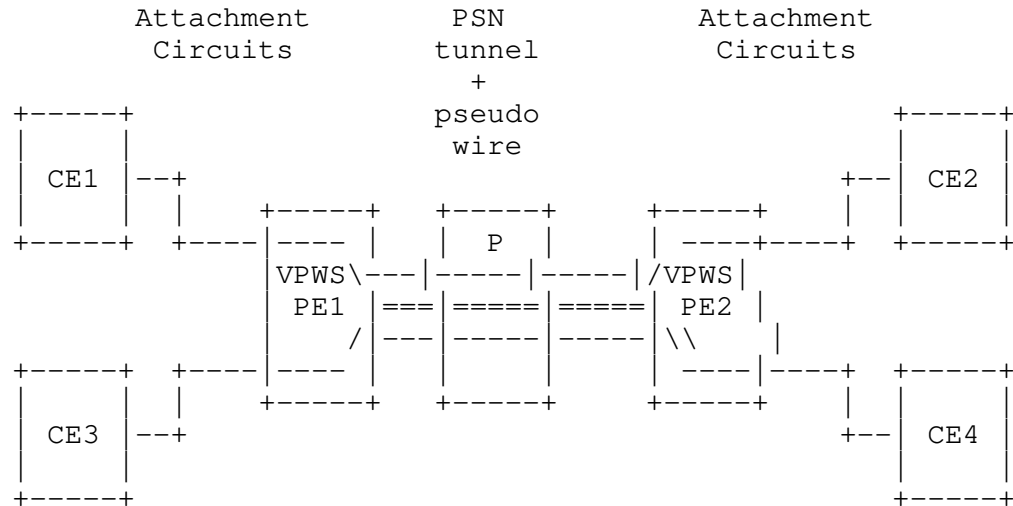 Attachment PSN Attachment
Circuits tunnel Circuits
+
pseudo
wire
CE1 CE2
P
VPWS VPWS
PE1 PE2
CE3 CE4